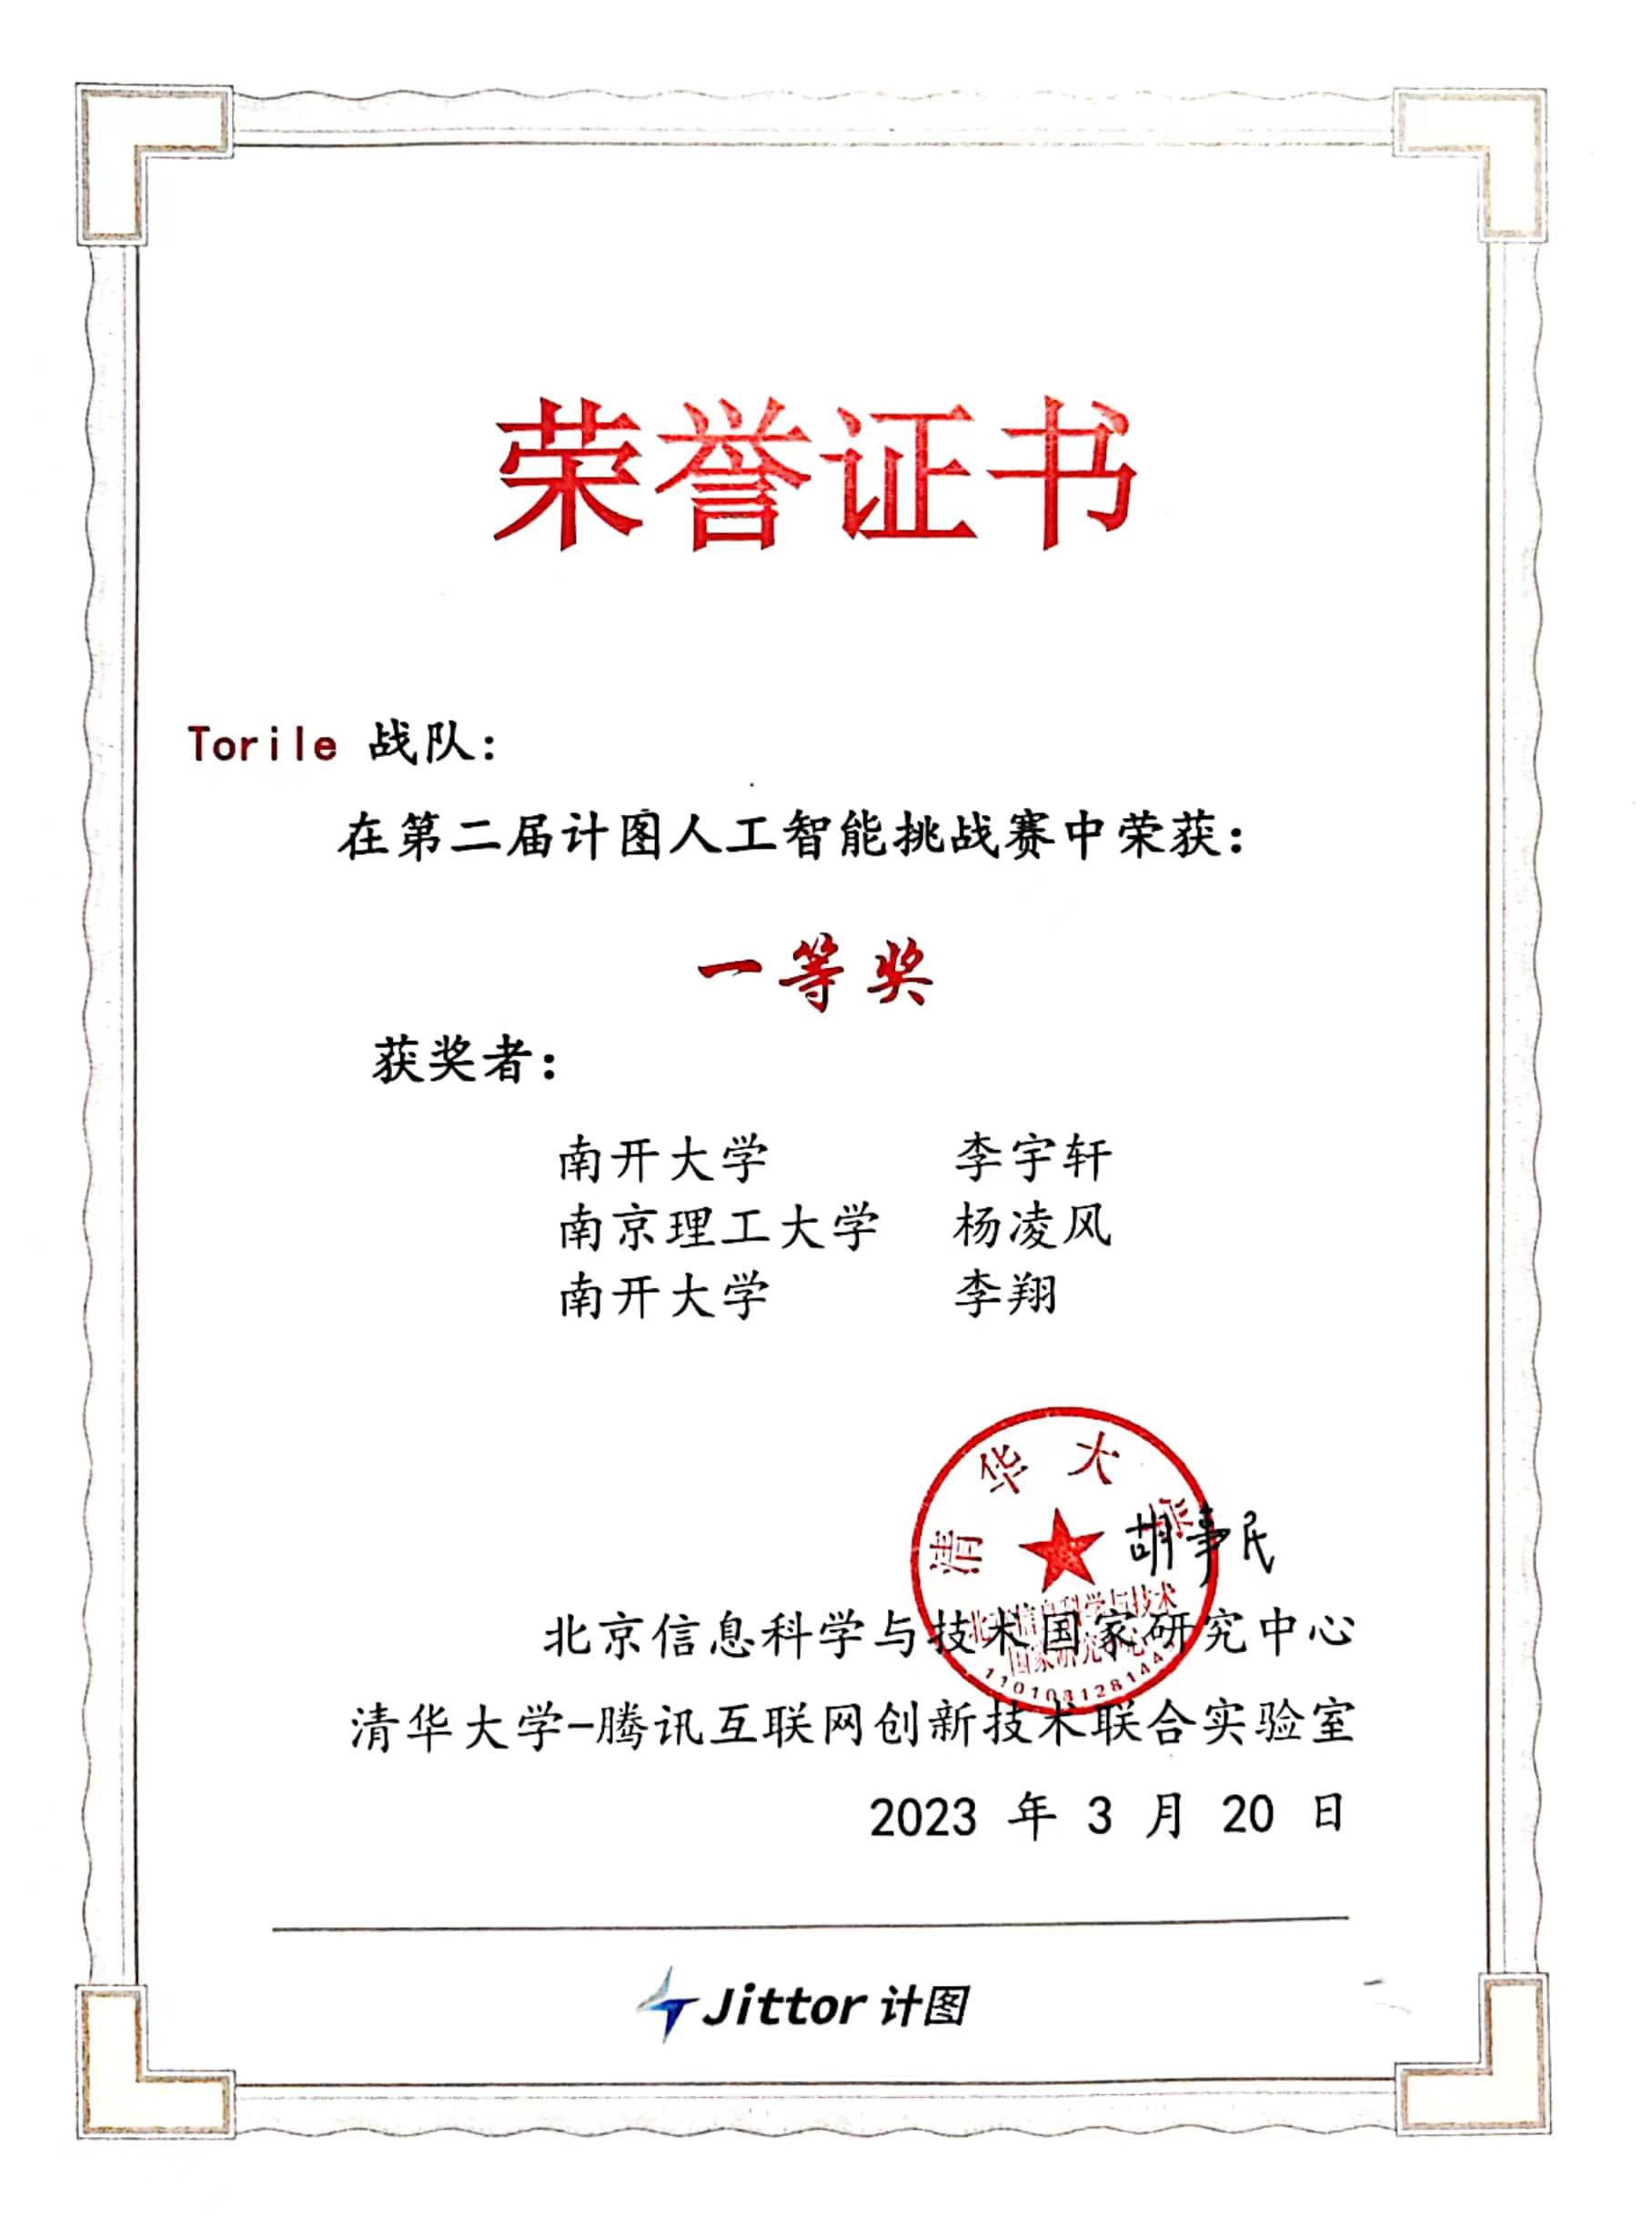 荣誉证书
Torile 战队：
在第二届计图人工智能挑战赛中荣获：
一等奖
获奖者：
南开大学 李宇轩
南京理工大学 杨凌风
南开大学 李翔
清华大学
胡事民
北京信息科学与技术国家研究中心
北京信息科学与技术
国家研究中心
清华大学-腾讯互联网创新技术联合实验室
2023 年 3 月 20 日
Jittor 计图